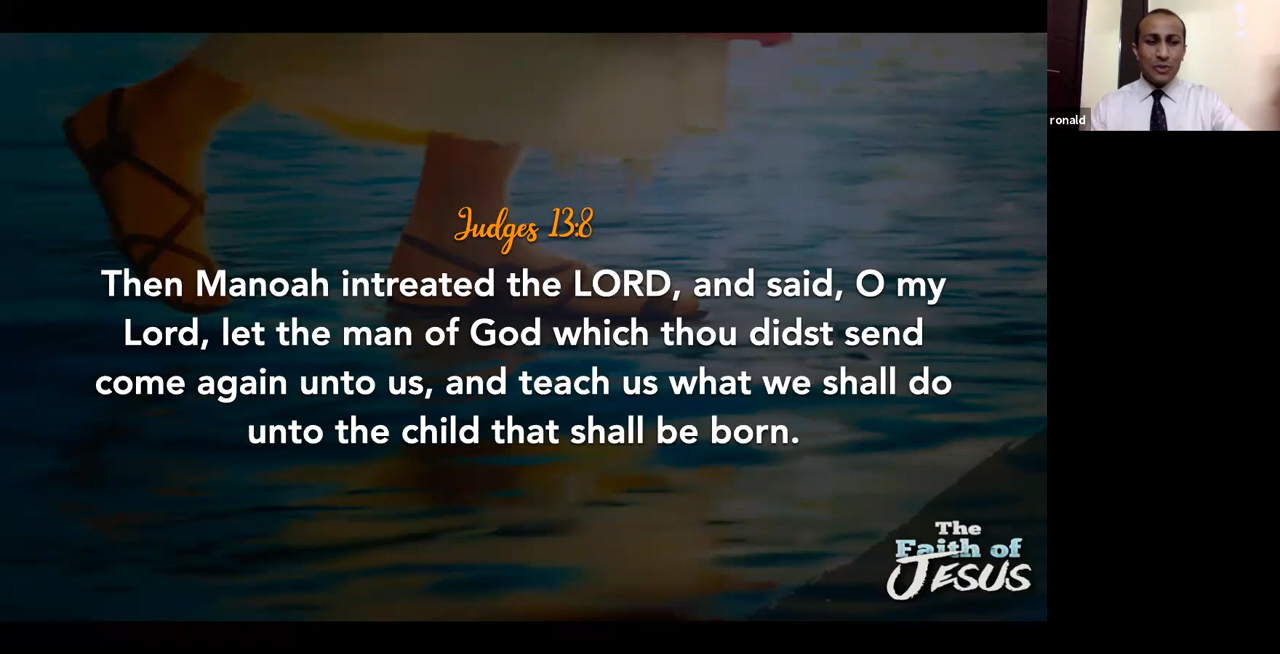 ronald
Judges 13:8
Then Manoah intreated the LORD, and said, O my
Lord, let the man of God which thou didst send
come again unto us, and teach us what we shall do
unto the child that shall be born.
The
Faith of
JESUS